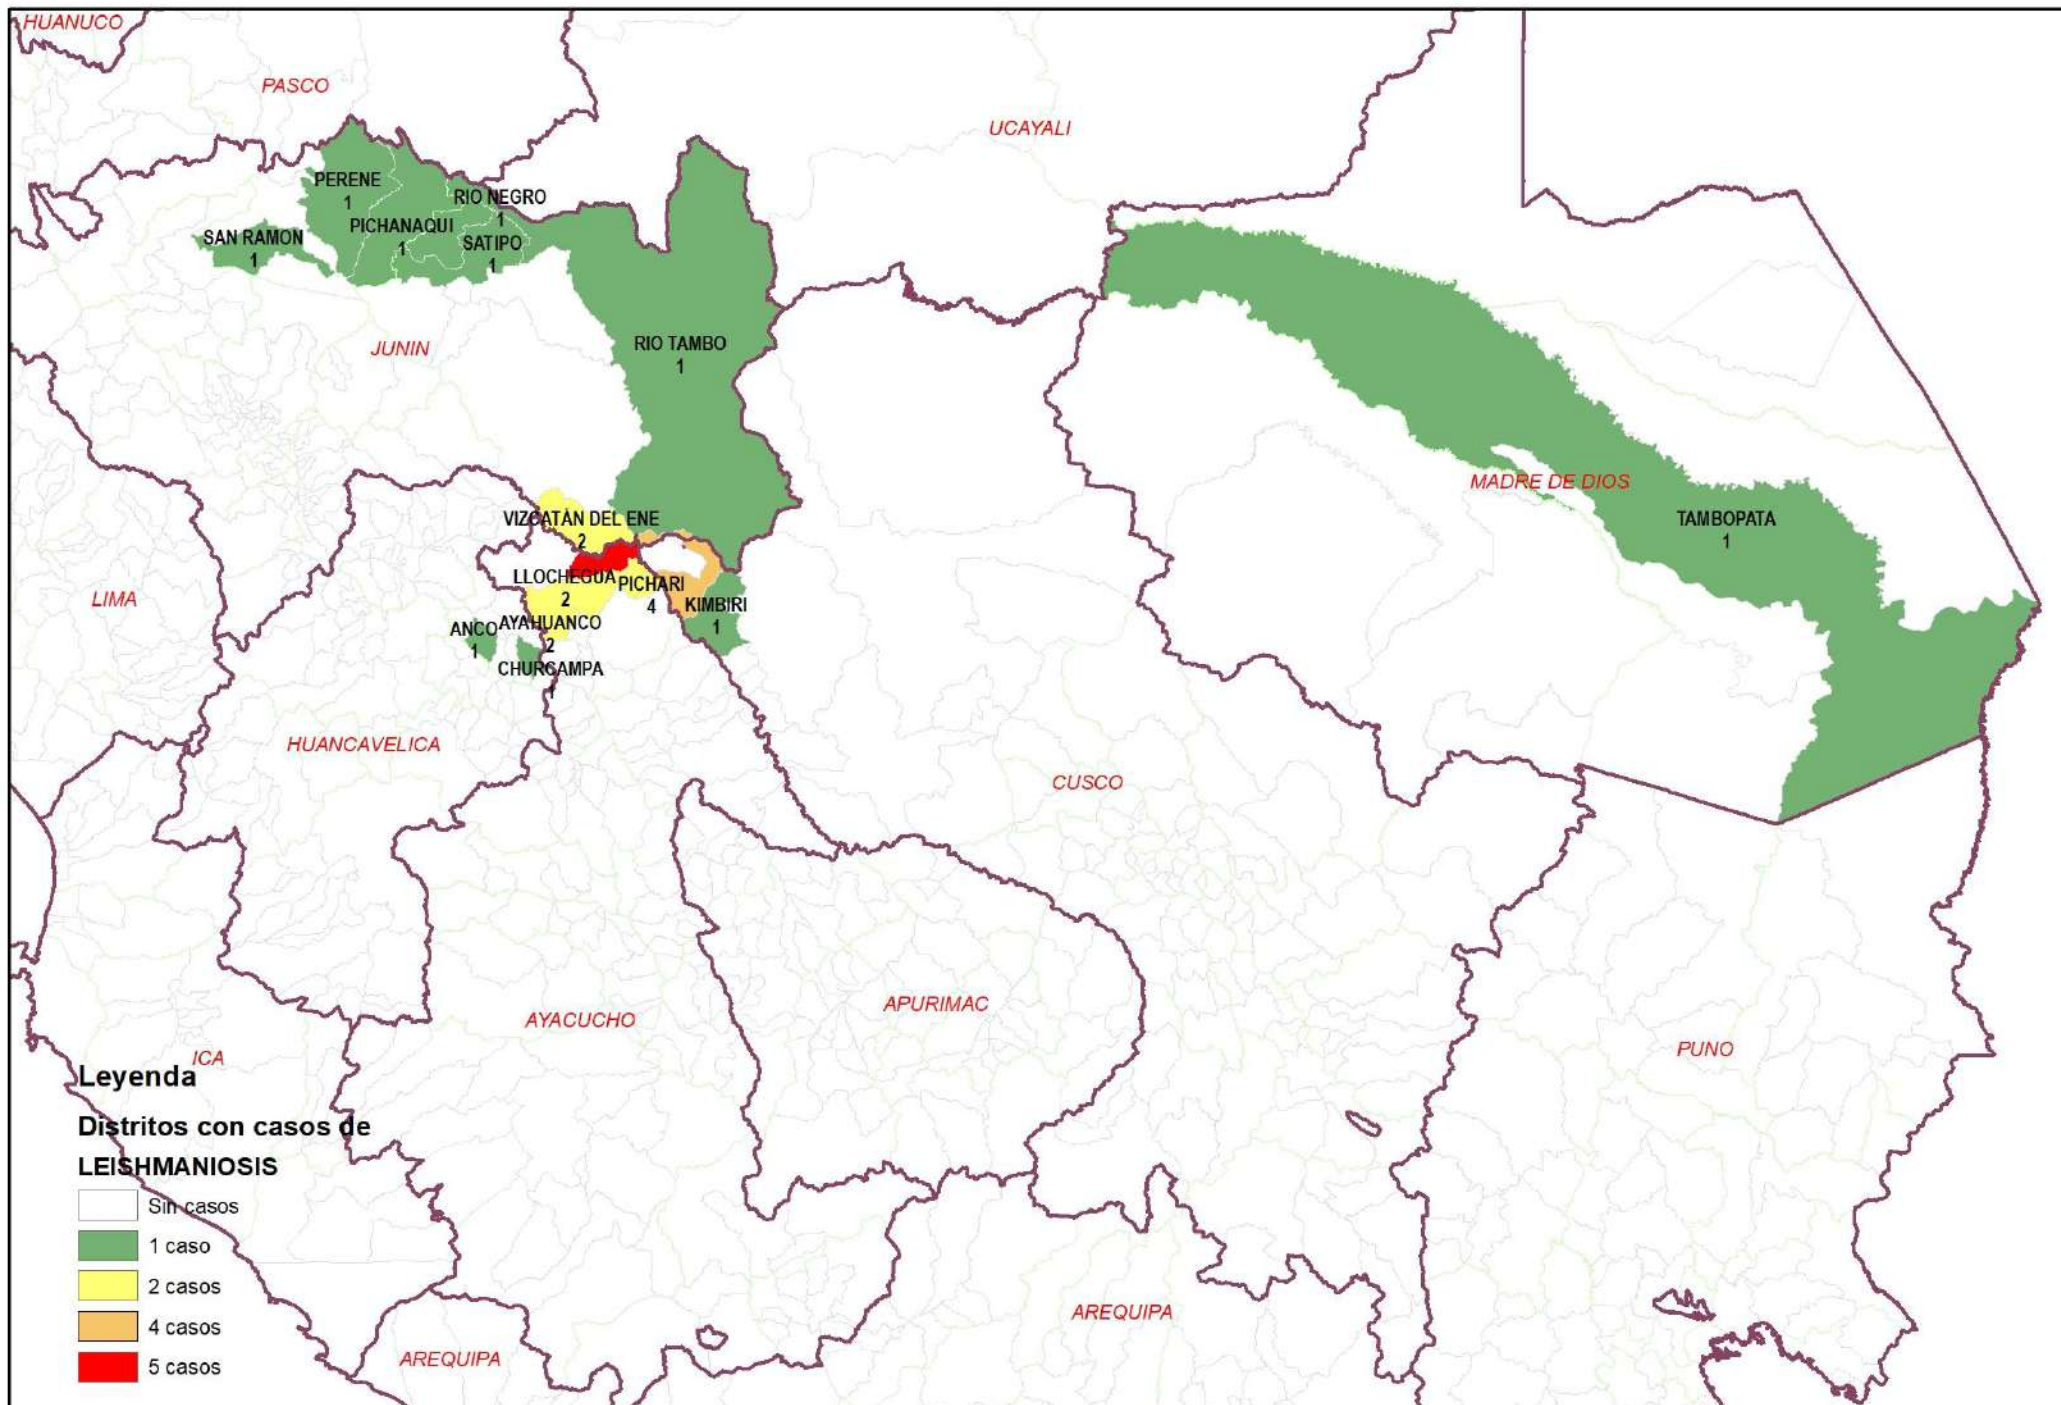 HUANUCO
PASCO
UCAYALI
PERENE
1
RIO NEGRO
1
PICHANAQUI
1
SAN RAMON
1
SATIPO
1
JUNIN
RIO TAMBO
1
MADRE DE DIOS
TAMBOPATA
1
VIZCATÁN DEL ENE
2
LLOCHEGUA
2
PICHARI
4
KIMBIRI
1
LIMA
ANCO
1
AYAHUANCO
2
CHURCAMPA
1
HUANCAVELICA
CUSCO
APURIMAC
AYACUCHO
PUNO
ICA
AREQUIPA
AREQUIPA
Leyenda
Distritos con casos de
LEISHMANIOSIS
Sin casos
1 caso
2 casos
4 casos
5 casos